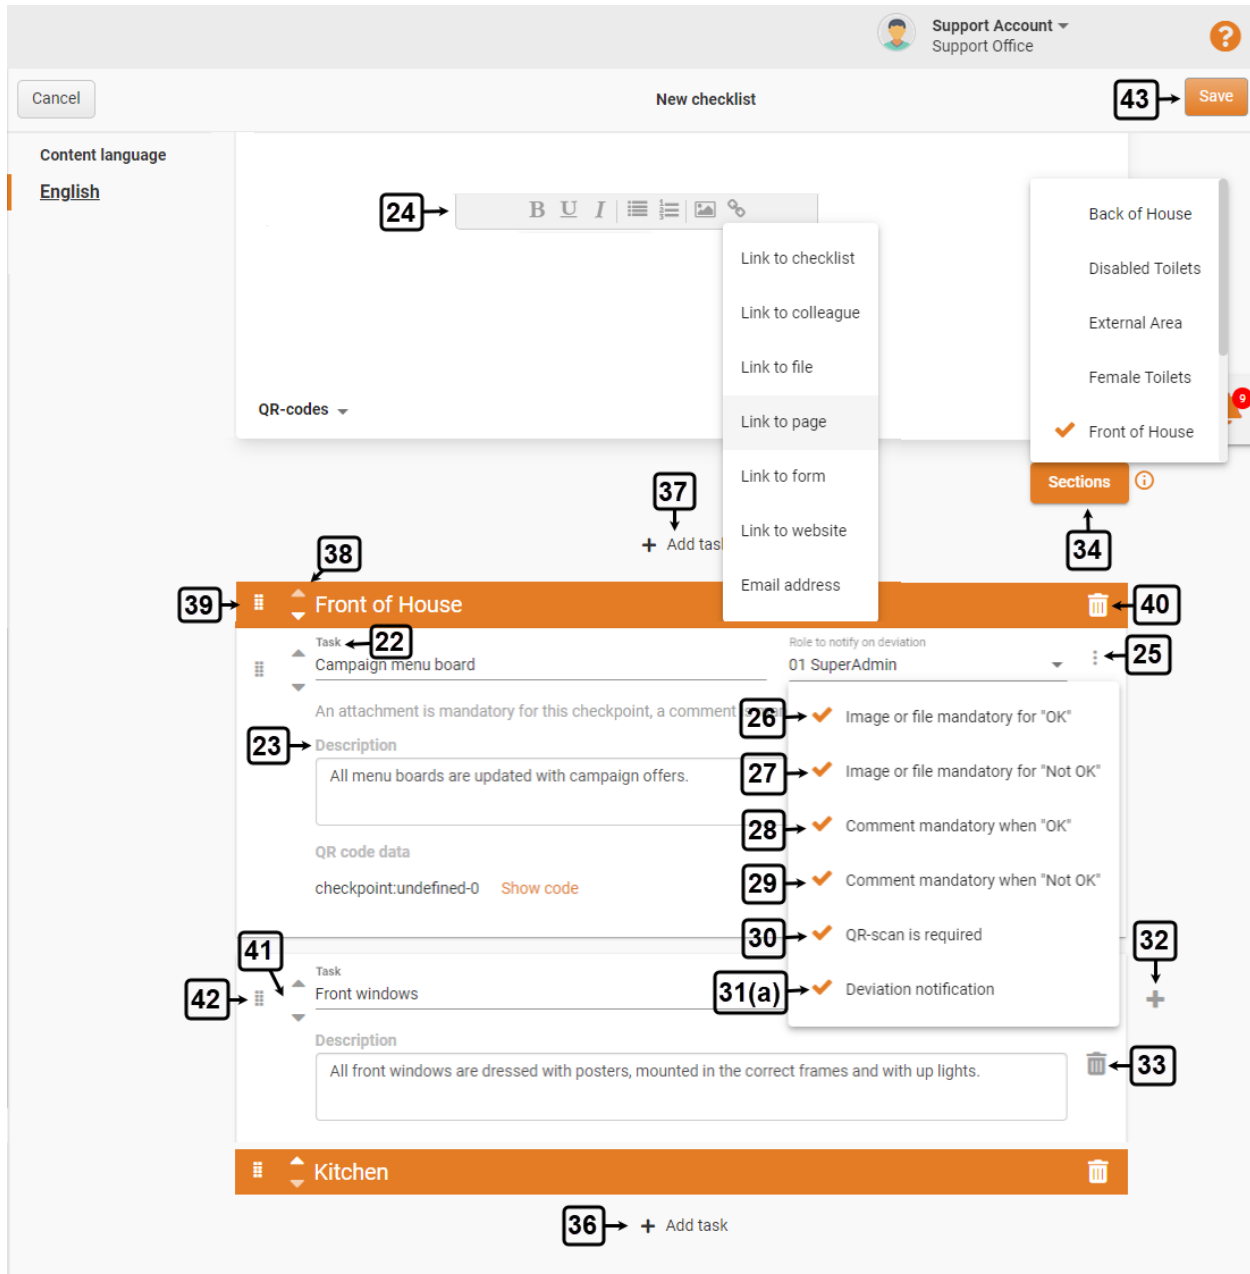 Support Account
Support Office
?
Cancel
New checklist
43
Save
Content language
English
24
B U I
Back of House
Disabled Toilets
External Area
Female Toilets
Front of House
9
Link to checklist
Link to colleague
Link to file
Link to page
Link to form
Link to website
Email address
QR-codes
Sections
34
37
+ Add task
38
39
Front of House
40
Task
22
Campaign menu board
Role to notify on deviation
01 SuperAdmin
25
An attachment is mandatory for this checkpoint, a comment
26
Image or file mandatory for "OK"
23
Description
All menu boards are updated with campaign offers.
27
Image or file mandatory for "Not OK"
28
Comment mandatory when "OK"
QR code data
checkpoint:undefined-0 Show code
29
Comment mandatory when "Not OK"
30
QR-scan is required
31(a)
Deviation notification
32
+
41
42
Task
Front windows
Description
All front windows are dressed with posters, mounted in the correct frames and with up lights.
33
Kitchen
36
+ Add task